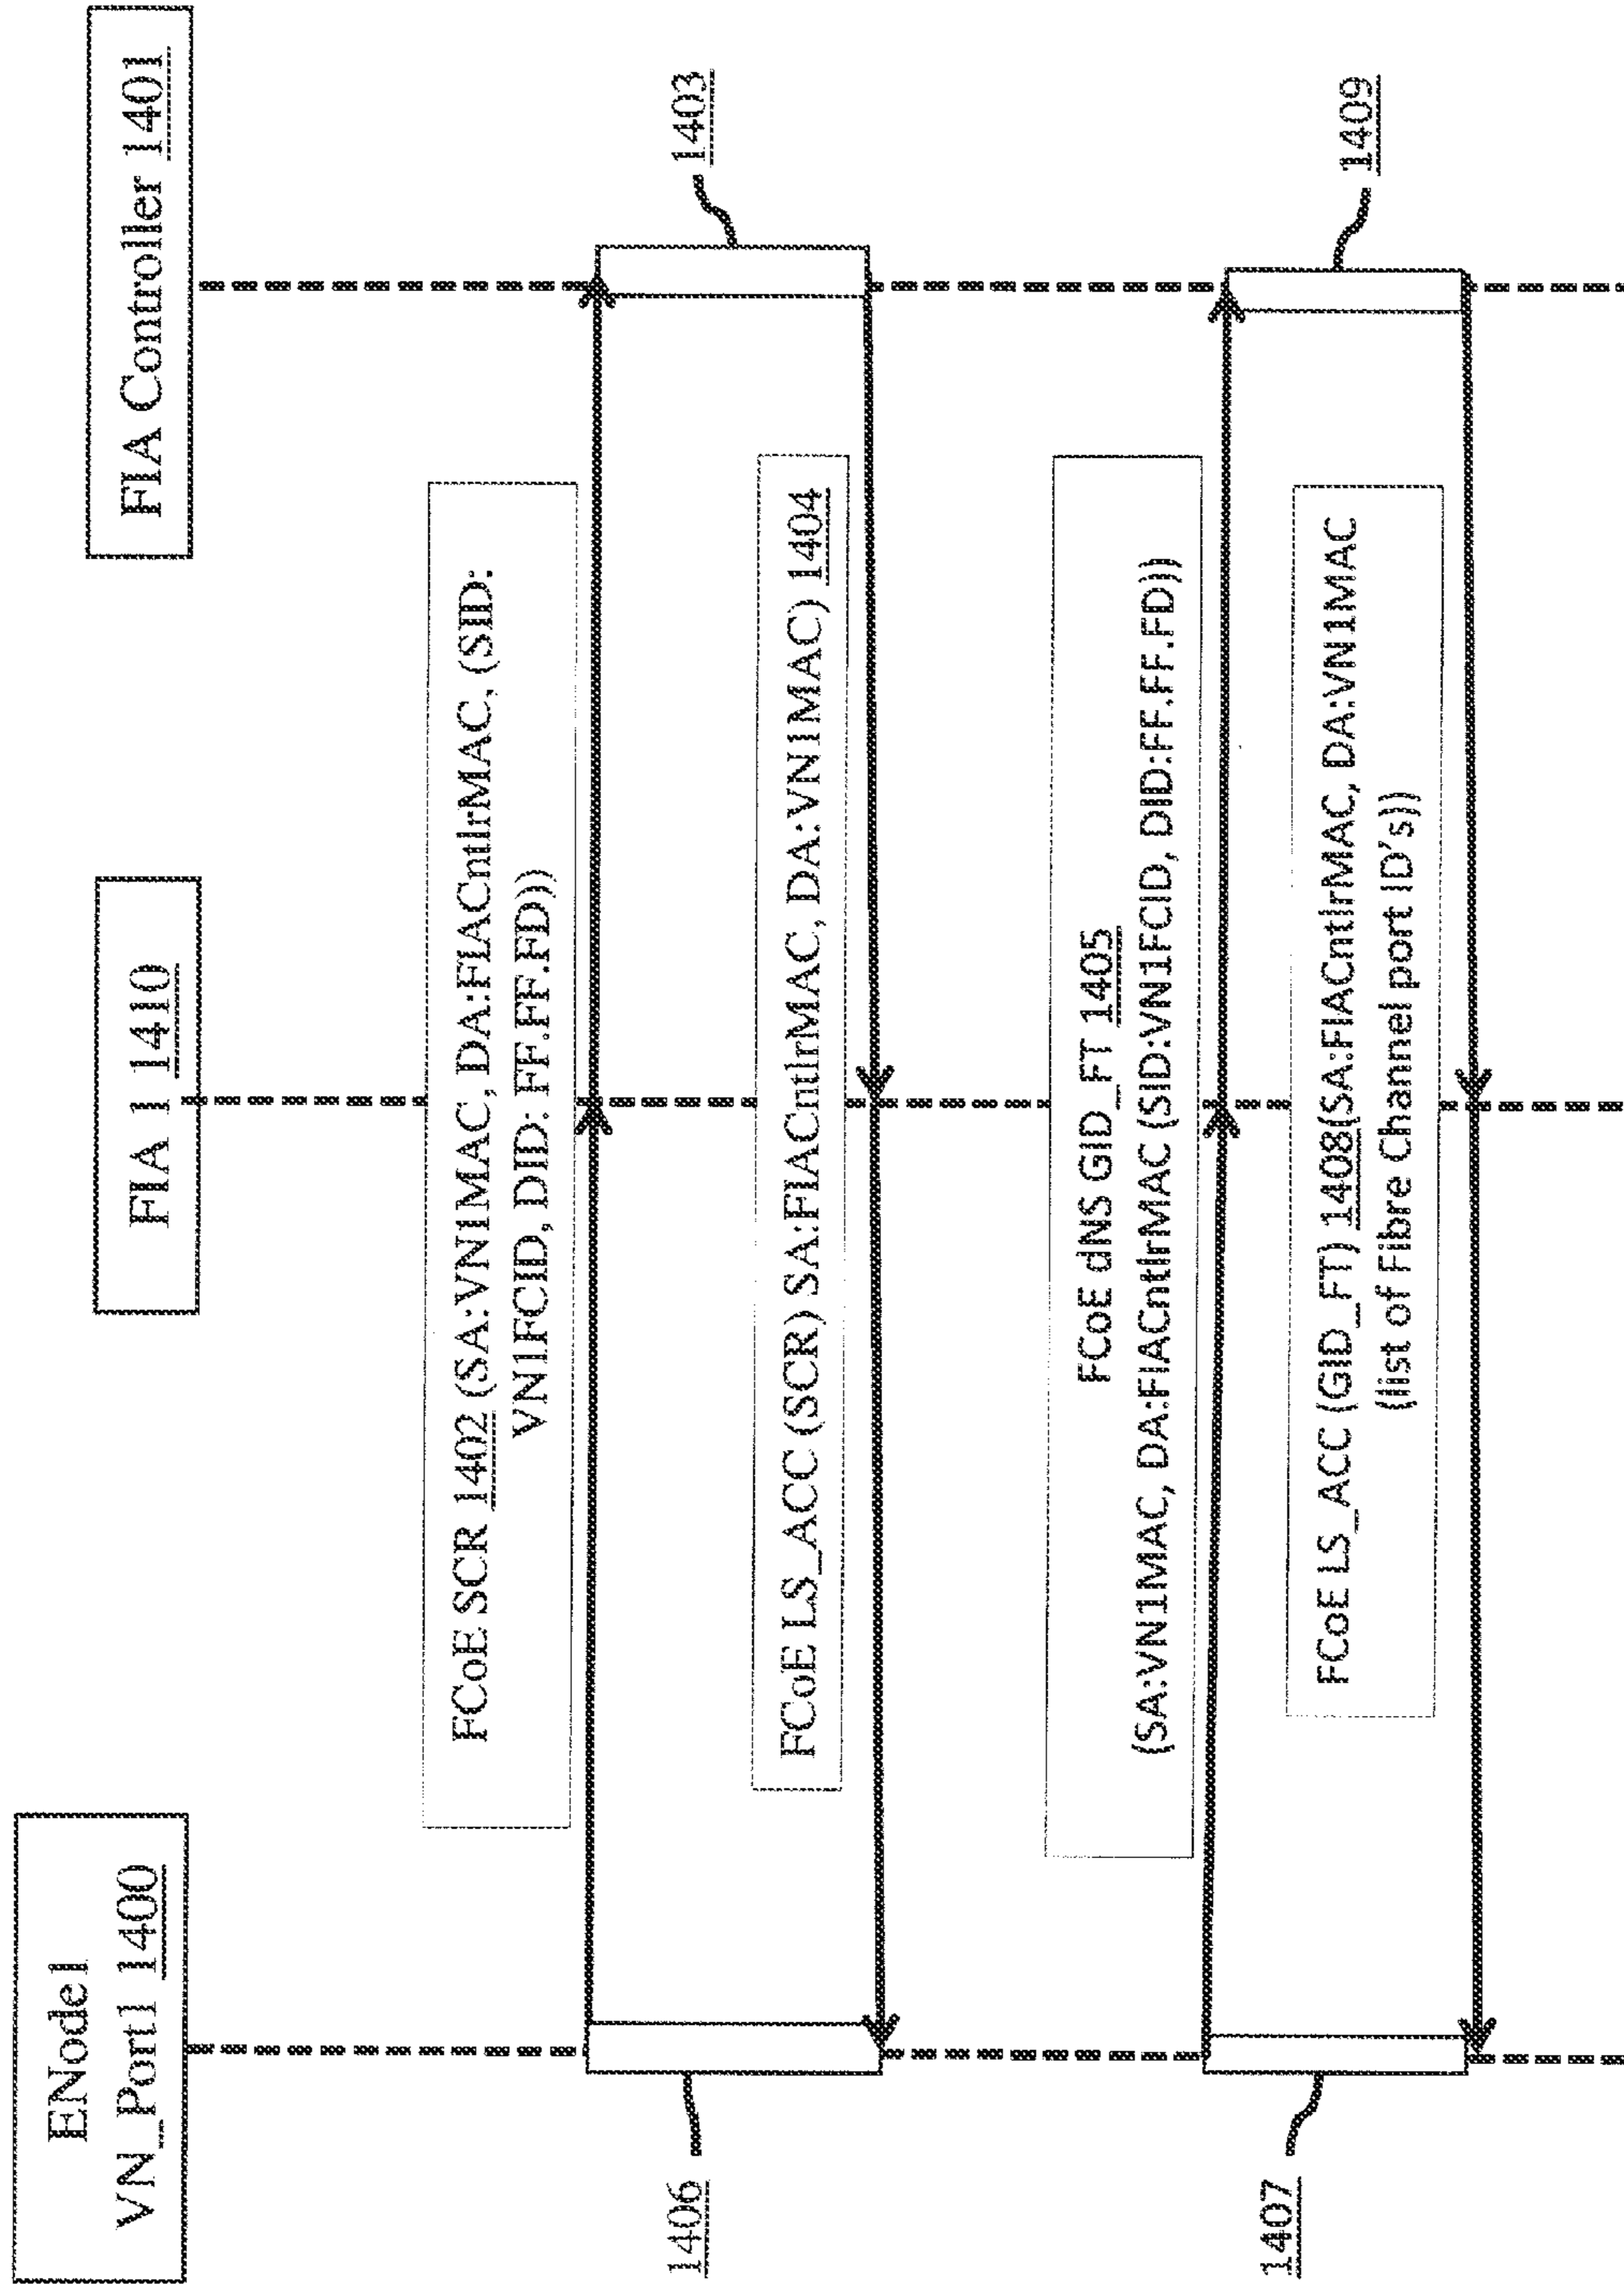 ENode1
VN_Port1 1400
FIA 1 1410
FIA Controller 1401
FCoE SCR 1402 (SA:VN1MAC, DA:FIACntlrMAC, (SID:
VN1FCID, DID: FF.FF.FD))
1406
1403
FCoE LS_ACC (SCR) SA:FIACntlrMAC, DA:VN1MAC) 1404
FCoE dNS GID_FT 1405
(SA:VN1MAC, DA:FIACntlrMAC (SID:VN1FCID, DID:FF.FF.FD))
1407
1409
FCoE LS_ACC (GID_FT) 1408(SA:FIACntlrMAC, DA:VN1MAC
(list of Fibre Channel port ID's))